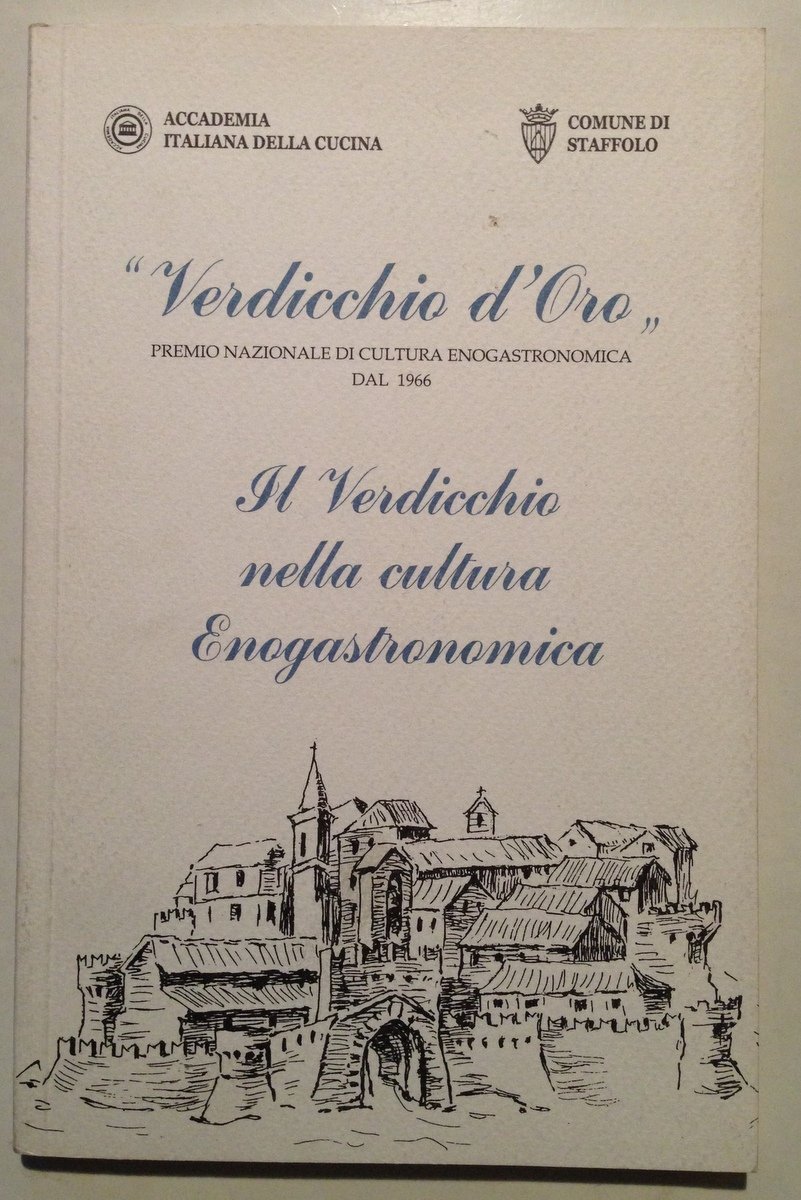 ACCADEMIA
ITALIANA DELLA CUCINA
COMUNE DI
STAFFOLO
“Verdicchio d'Oro„
PREMIO NAZIONALE DI CULTURA ENOGASTRONOMICA
DAL 1966
Il Verdicchio
nella cultura
Enogastronomica